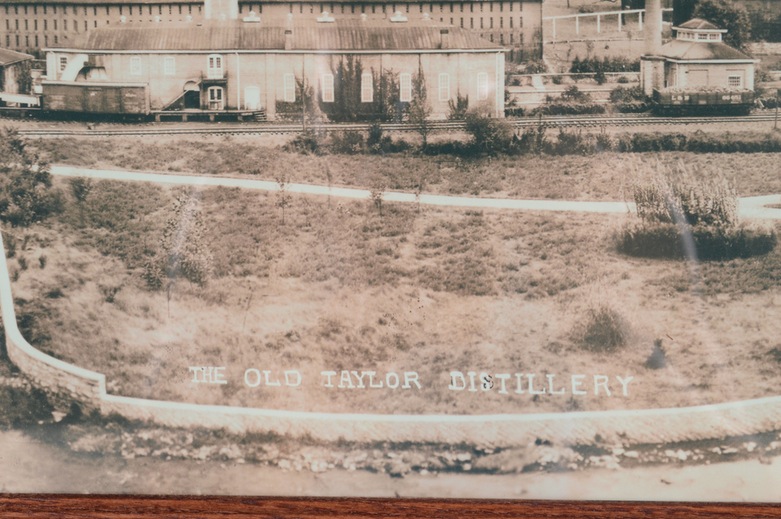 THE OLD TAYLOR DISTILLERY